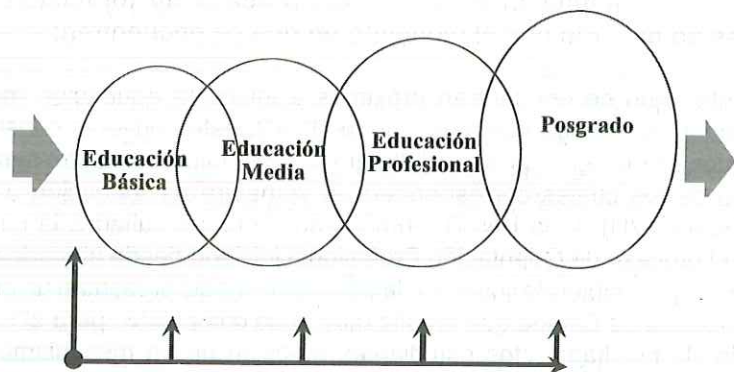 Educación
Básica
Educación
Media
Educación
Profesional
Posgrado